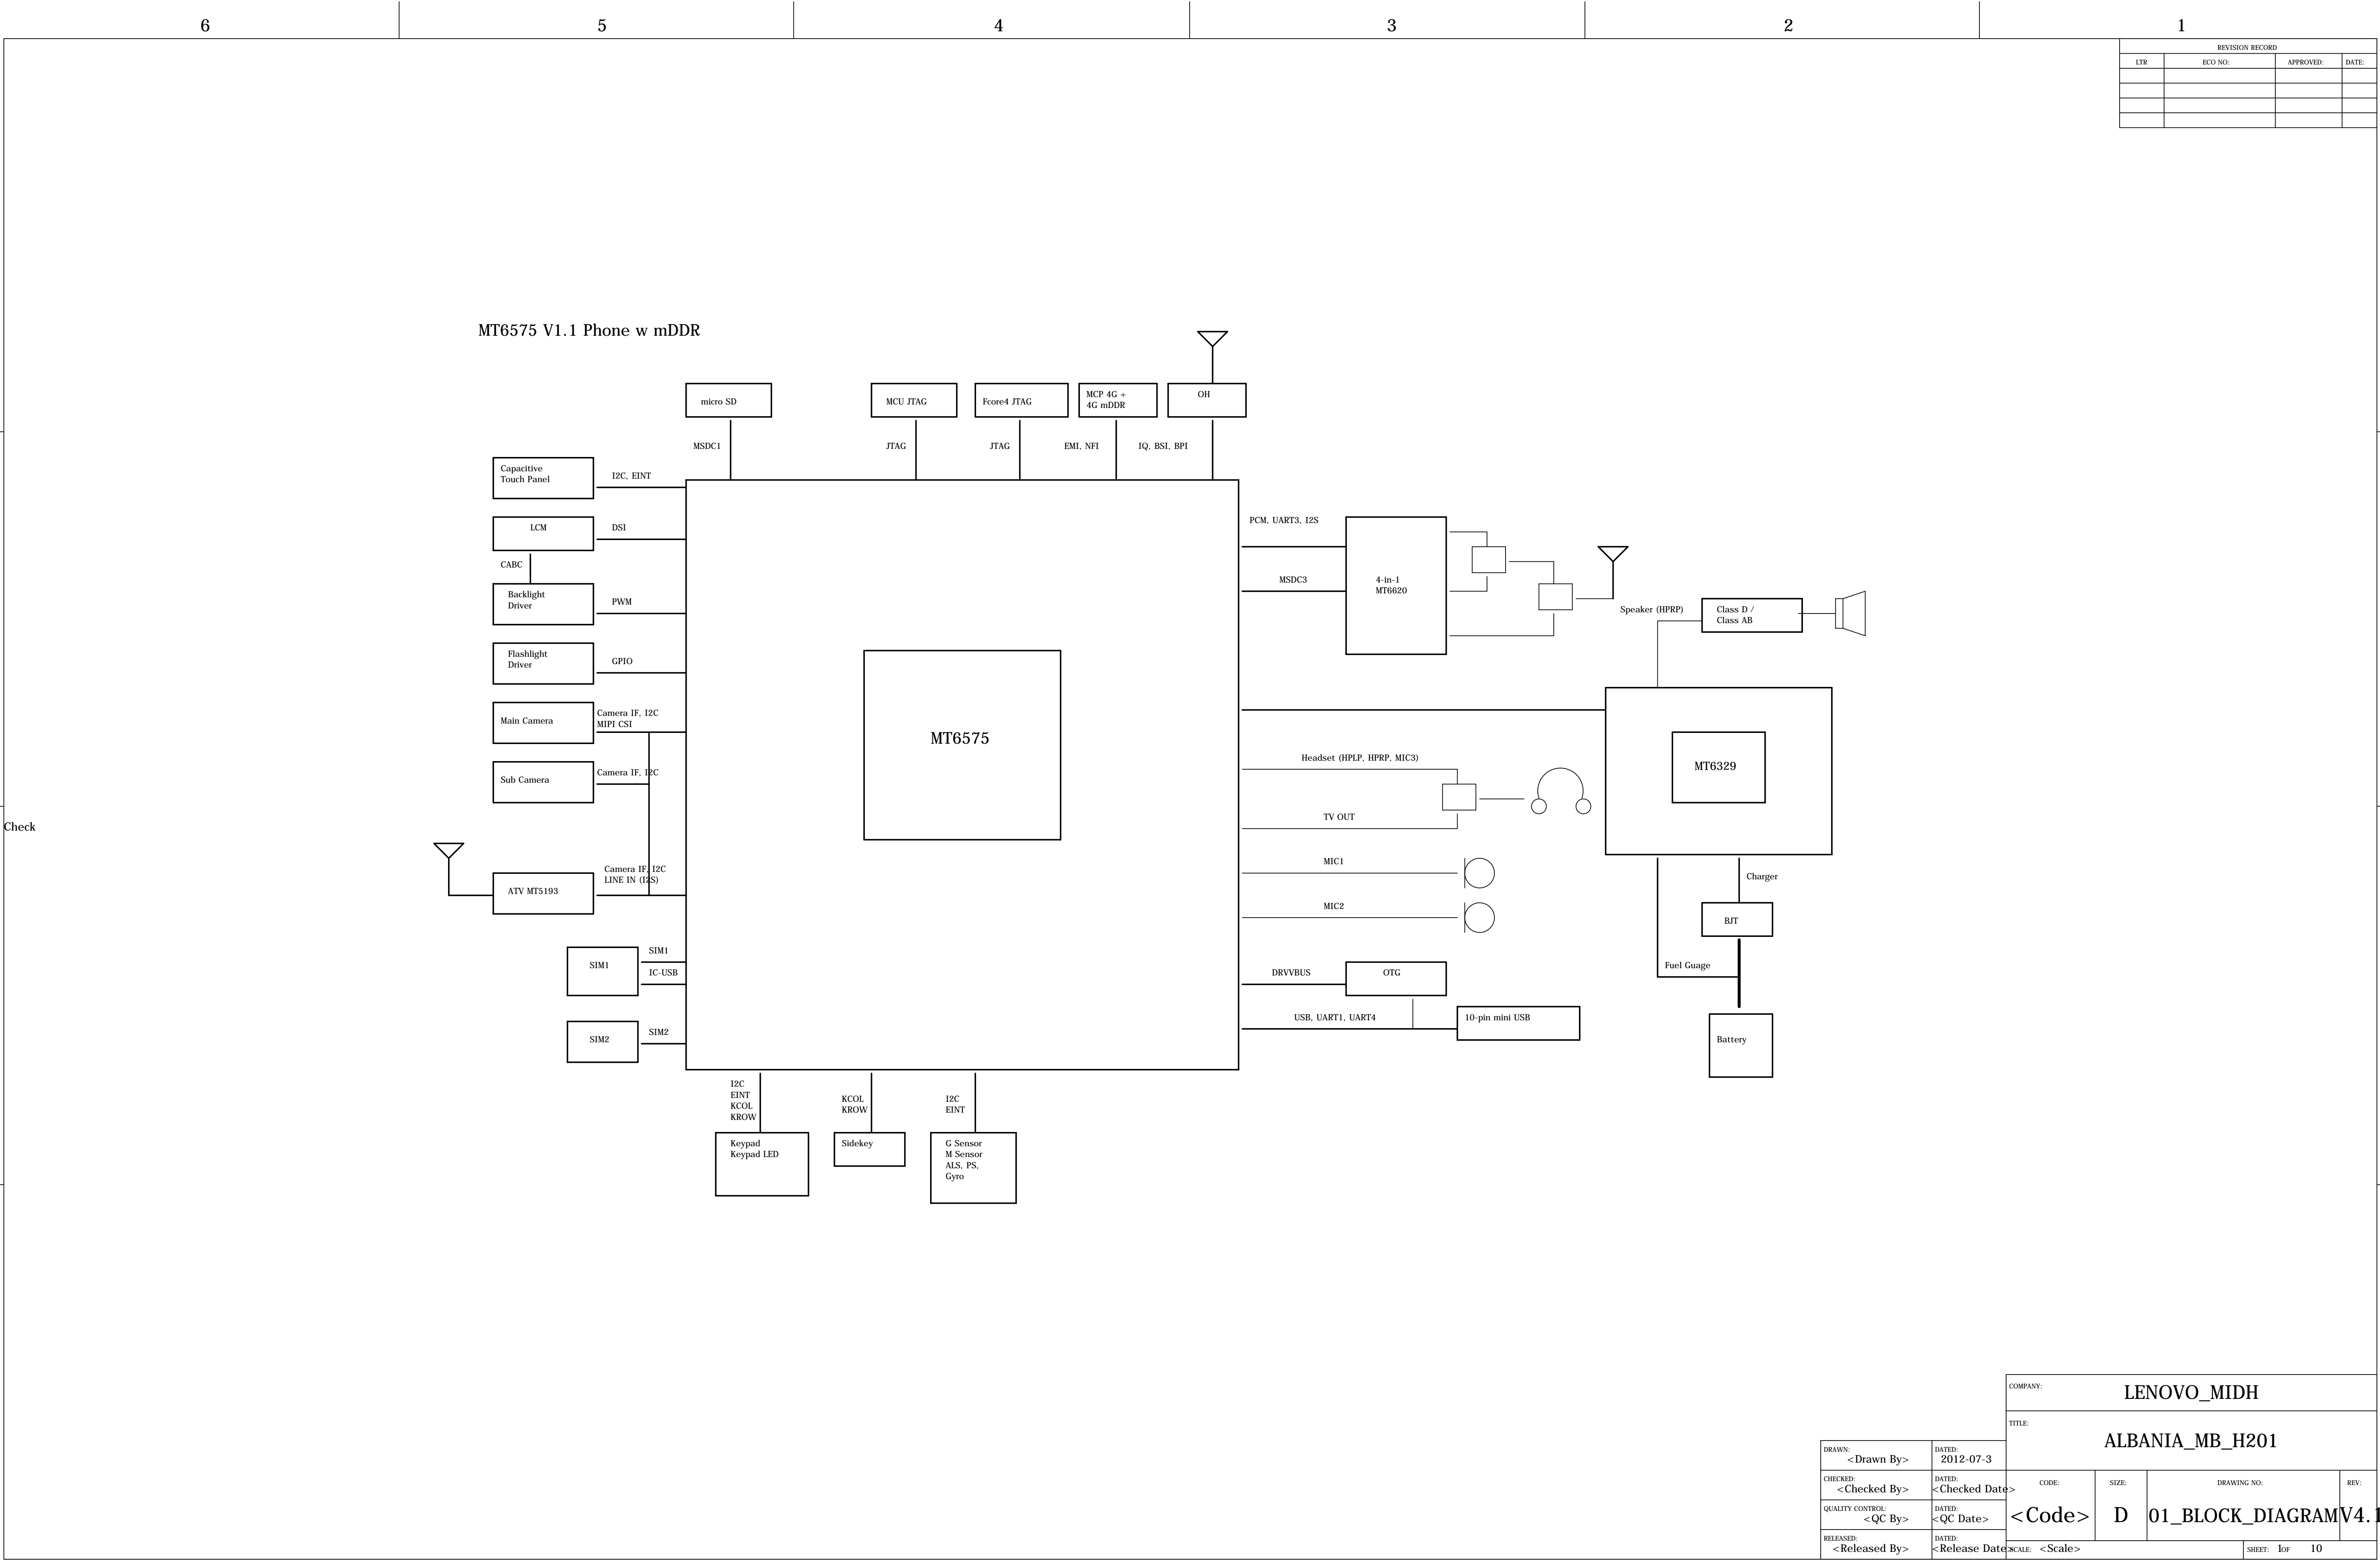 6 5 4 3 2 1
REVISION RECORD
LTR ECO NO: APPROVED: DATE:
MT6575 V1.1 Phone w mDDR
micro SD
MCU JTAG
Fcore4 JTAG
MCP 4G +
4G mDDR
OH
MSDC1
JTAG
JTAG
EMI, NFI
IQ, BSI, BPI
Capacitive
Touch Panel
I2C, EINT
LCM
DSI
CABC
Backlight
Driver
PWM
Flashlight
Driver
GPIO
Main Camera
Camera IF, I2C
MIPI CSI
Sub Camera
Camera IF, I2C
Check
ATV MT5193
Camera IF, I2C
LINE IN (I2S)
SIM1
SIM1
IC-USB
SIM2
SIM2
MT6575
PCM, UART3, I2S
MSDC3
4-in-1
MT6620
Speaker (HPRP)
Class D /
Class AB
MT6329
Headset (HPLP, HPRP, MIC3)
TV OUT
MIC1
MIC2
Charger
BJT
Fuel Guage
Battery
DRVVBUS
OTG
USB, UART1, UART4
10-pin mini USB
I2C
EINT
KCOL
KROW
KCOL
KROW
I2C
EINT
Keypad
Keypad LED
Sidekey
G Sensor
M Sensor
ALS, PS,
Gyro
COMPANY:
LENOVO_MIDH
TITLE:
ALBANIA_MB_H201
DRAWN:
<Drawn By>
DATED:
2012-07-3
CHECKED:
<Checked By>
DATED:
<Checked Date>
QUALITY CONTROL:
<QC By>
DATED:
<QC Date>
RELEASED:
<Released By>
DATED:
<Release Date>
CODE:
<Code>
SIZE:
D
DRAWING NO:
01_BLOCK_DIAGRAM
REV:
V4.1
SCALE: <Scale>
SHEET: 1 OF 10